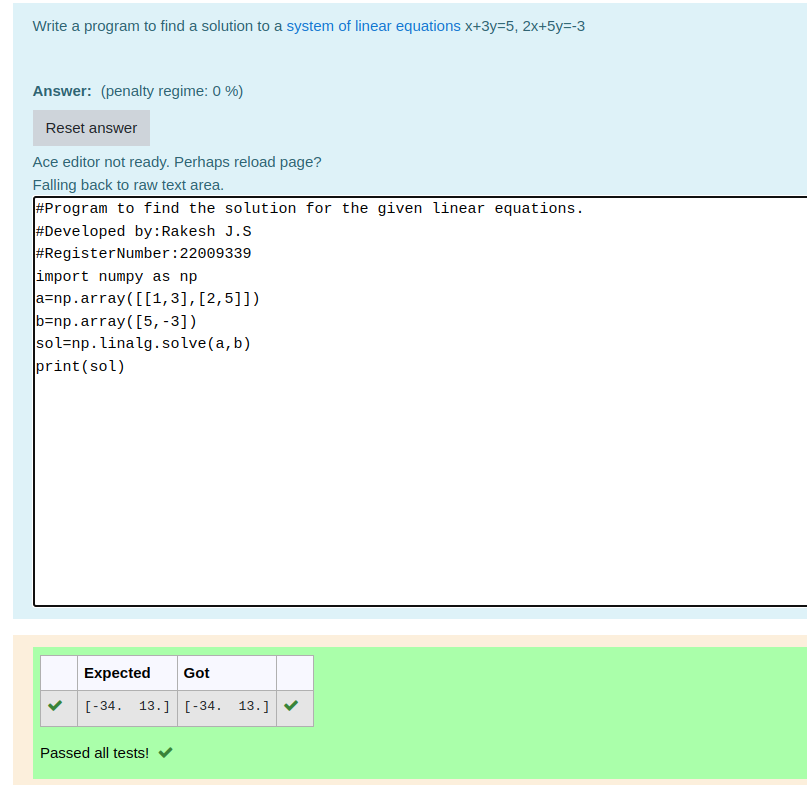 Write a program to find a solution to a system of linear equations x+3y=5, 2x+5y=-3
Answer: (penalty regime: 0 %)
Reset answer
Ace editor not ready. Perhaps reload page?
Falling back to raw text area.
#Program to find the solution for the given linear equations.
#Developed by:Rakesh J.S
#RegisterNumber:22009339
import numpy as np
a=np.array([[1,3],[2,5]])
b=np.array([5,-3])
sol=np.linalg.solve(a,b)
print(sol)
Expected Got
[-34.  13.] [-34.  13.]
Passed all tests!